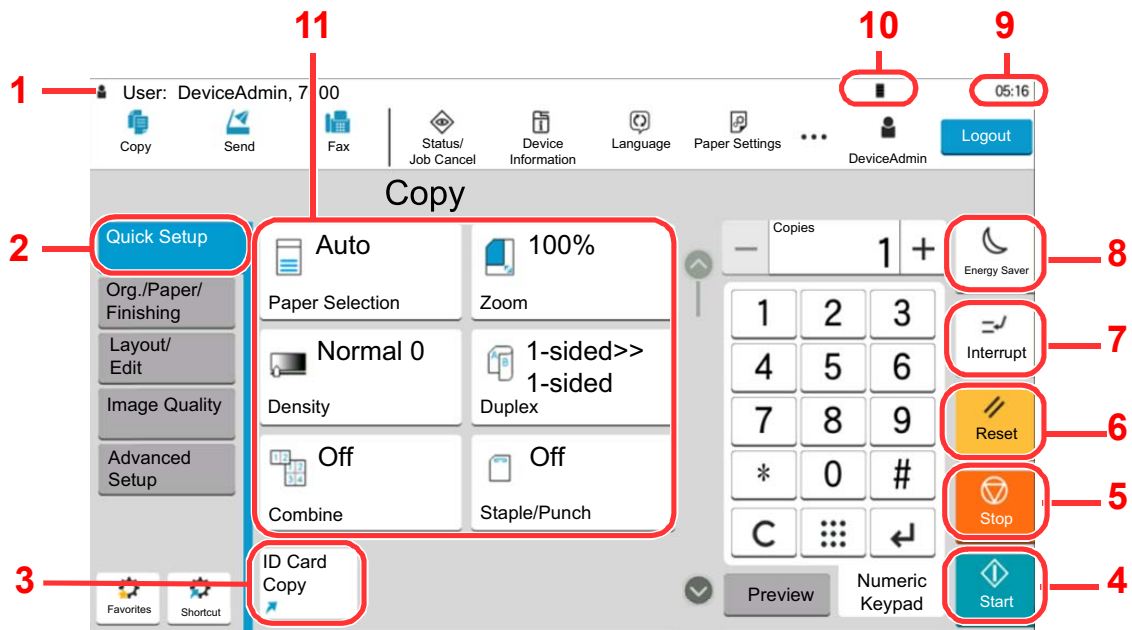 11
10
9
1
User: DeviceAdmin, 7 00
05:16
Copy
Send
Fax
Status/
Job Cancel
Device
Information
Language
Paper Settings
...
DeviceAdmin
Logout
Copy
2
Quick Setup
Org./Paper/
Finishing
Layout/
Edit
Image Quality
Advanced
Setup
Auto
Paper Selection
100%
Zoom
Normal 0
Density
1-sided>>
1-sided
Duplex
Off
Combine
Off
Staple/Punch
3
ID Card
Copy
Favorites
Shortcut
Copies
− 1 +
1 2 3
4 5 6
7 8 9
* 0 #
C
Preview
Numeric
Keypad
Energy Saver
8
Interrupt
7
Reset
6
Stop
5
Start
4